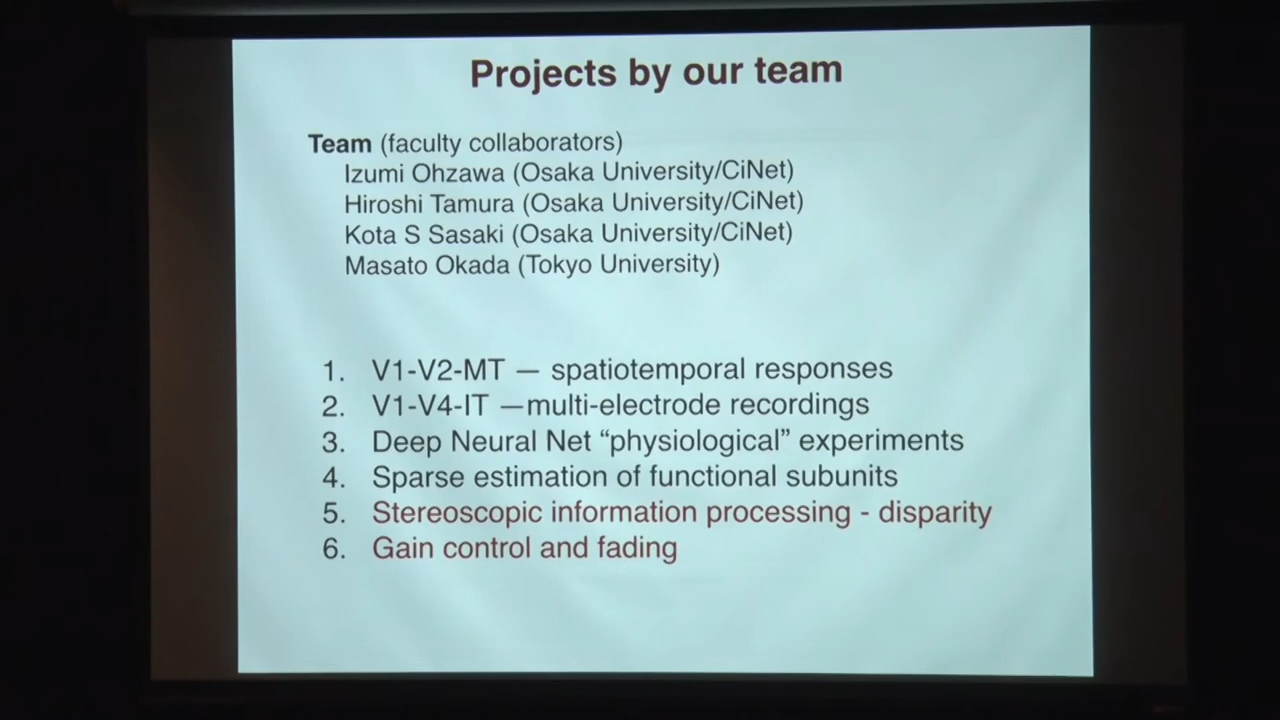 Projects by our team
Team (faculty collaborators)
Izumi Ohzawa (Osaka University/CiNet)
Hiroshi Tamura (Osaka University/CiNet)
Kota S Sasaki (Osaka University/CiNet)
Masato Okada (Tokyo University)
1. V1-V2-MT — spatiotemporal responses
2. V1-V4-IT —multi-electrode recordings
3. Deep Neural Net “physiological” experiments
4. Sparse estimation of functional subunits
5. Stereoscopic information processing - disparity
6. Gain control and fading